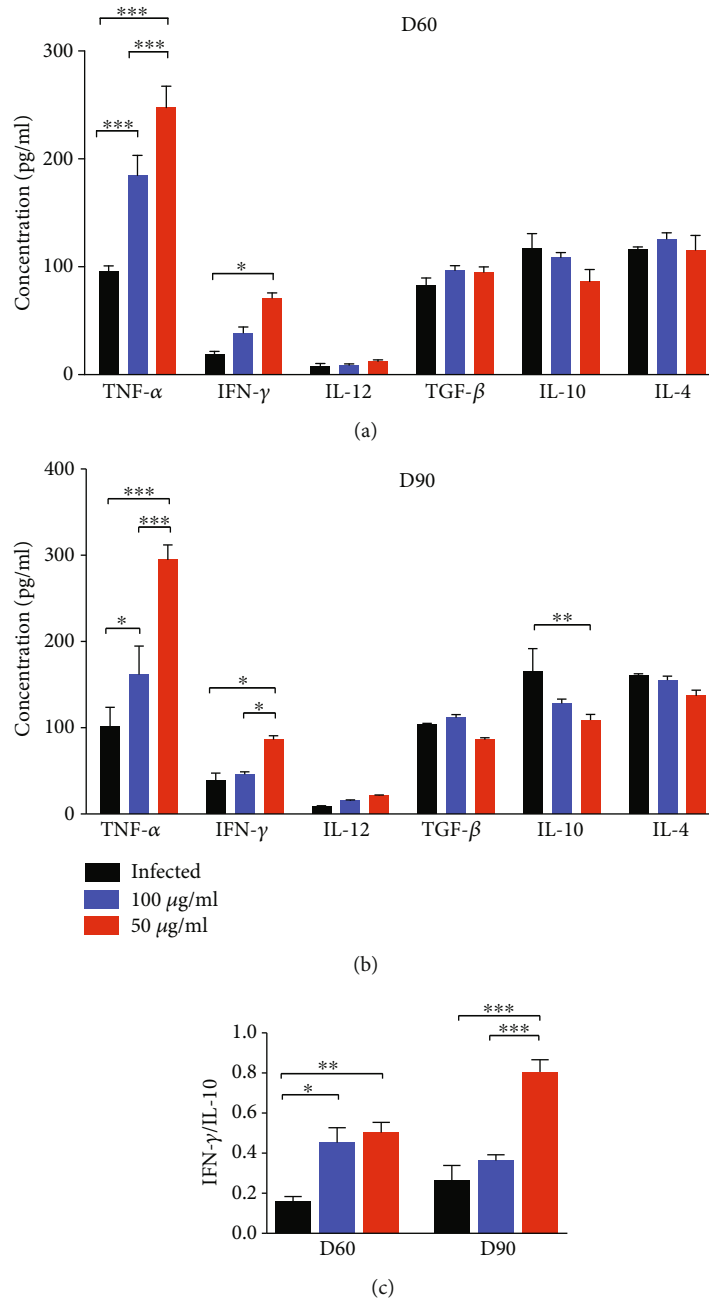 D60
Concentration (pg/ml)
300
200
100
0
***
***
***
*
TNF-α IFN-γ IL-12 TGF-β IL-10 IL-4
(a)
D90
Concentration (pg/ml)
400
300
200
100
0
***
***
*
*
*
**
TNF-α IFN-γ IL-12 TGF-β IL-10 IL-4
Infected
100 μg/ml
50 μg/ml
(b)
IFN-γ/IL-10
1.0
0.8
0.6
0.4
0.2
0.0
**
*
***
***
D60 D90
(c)